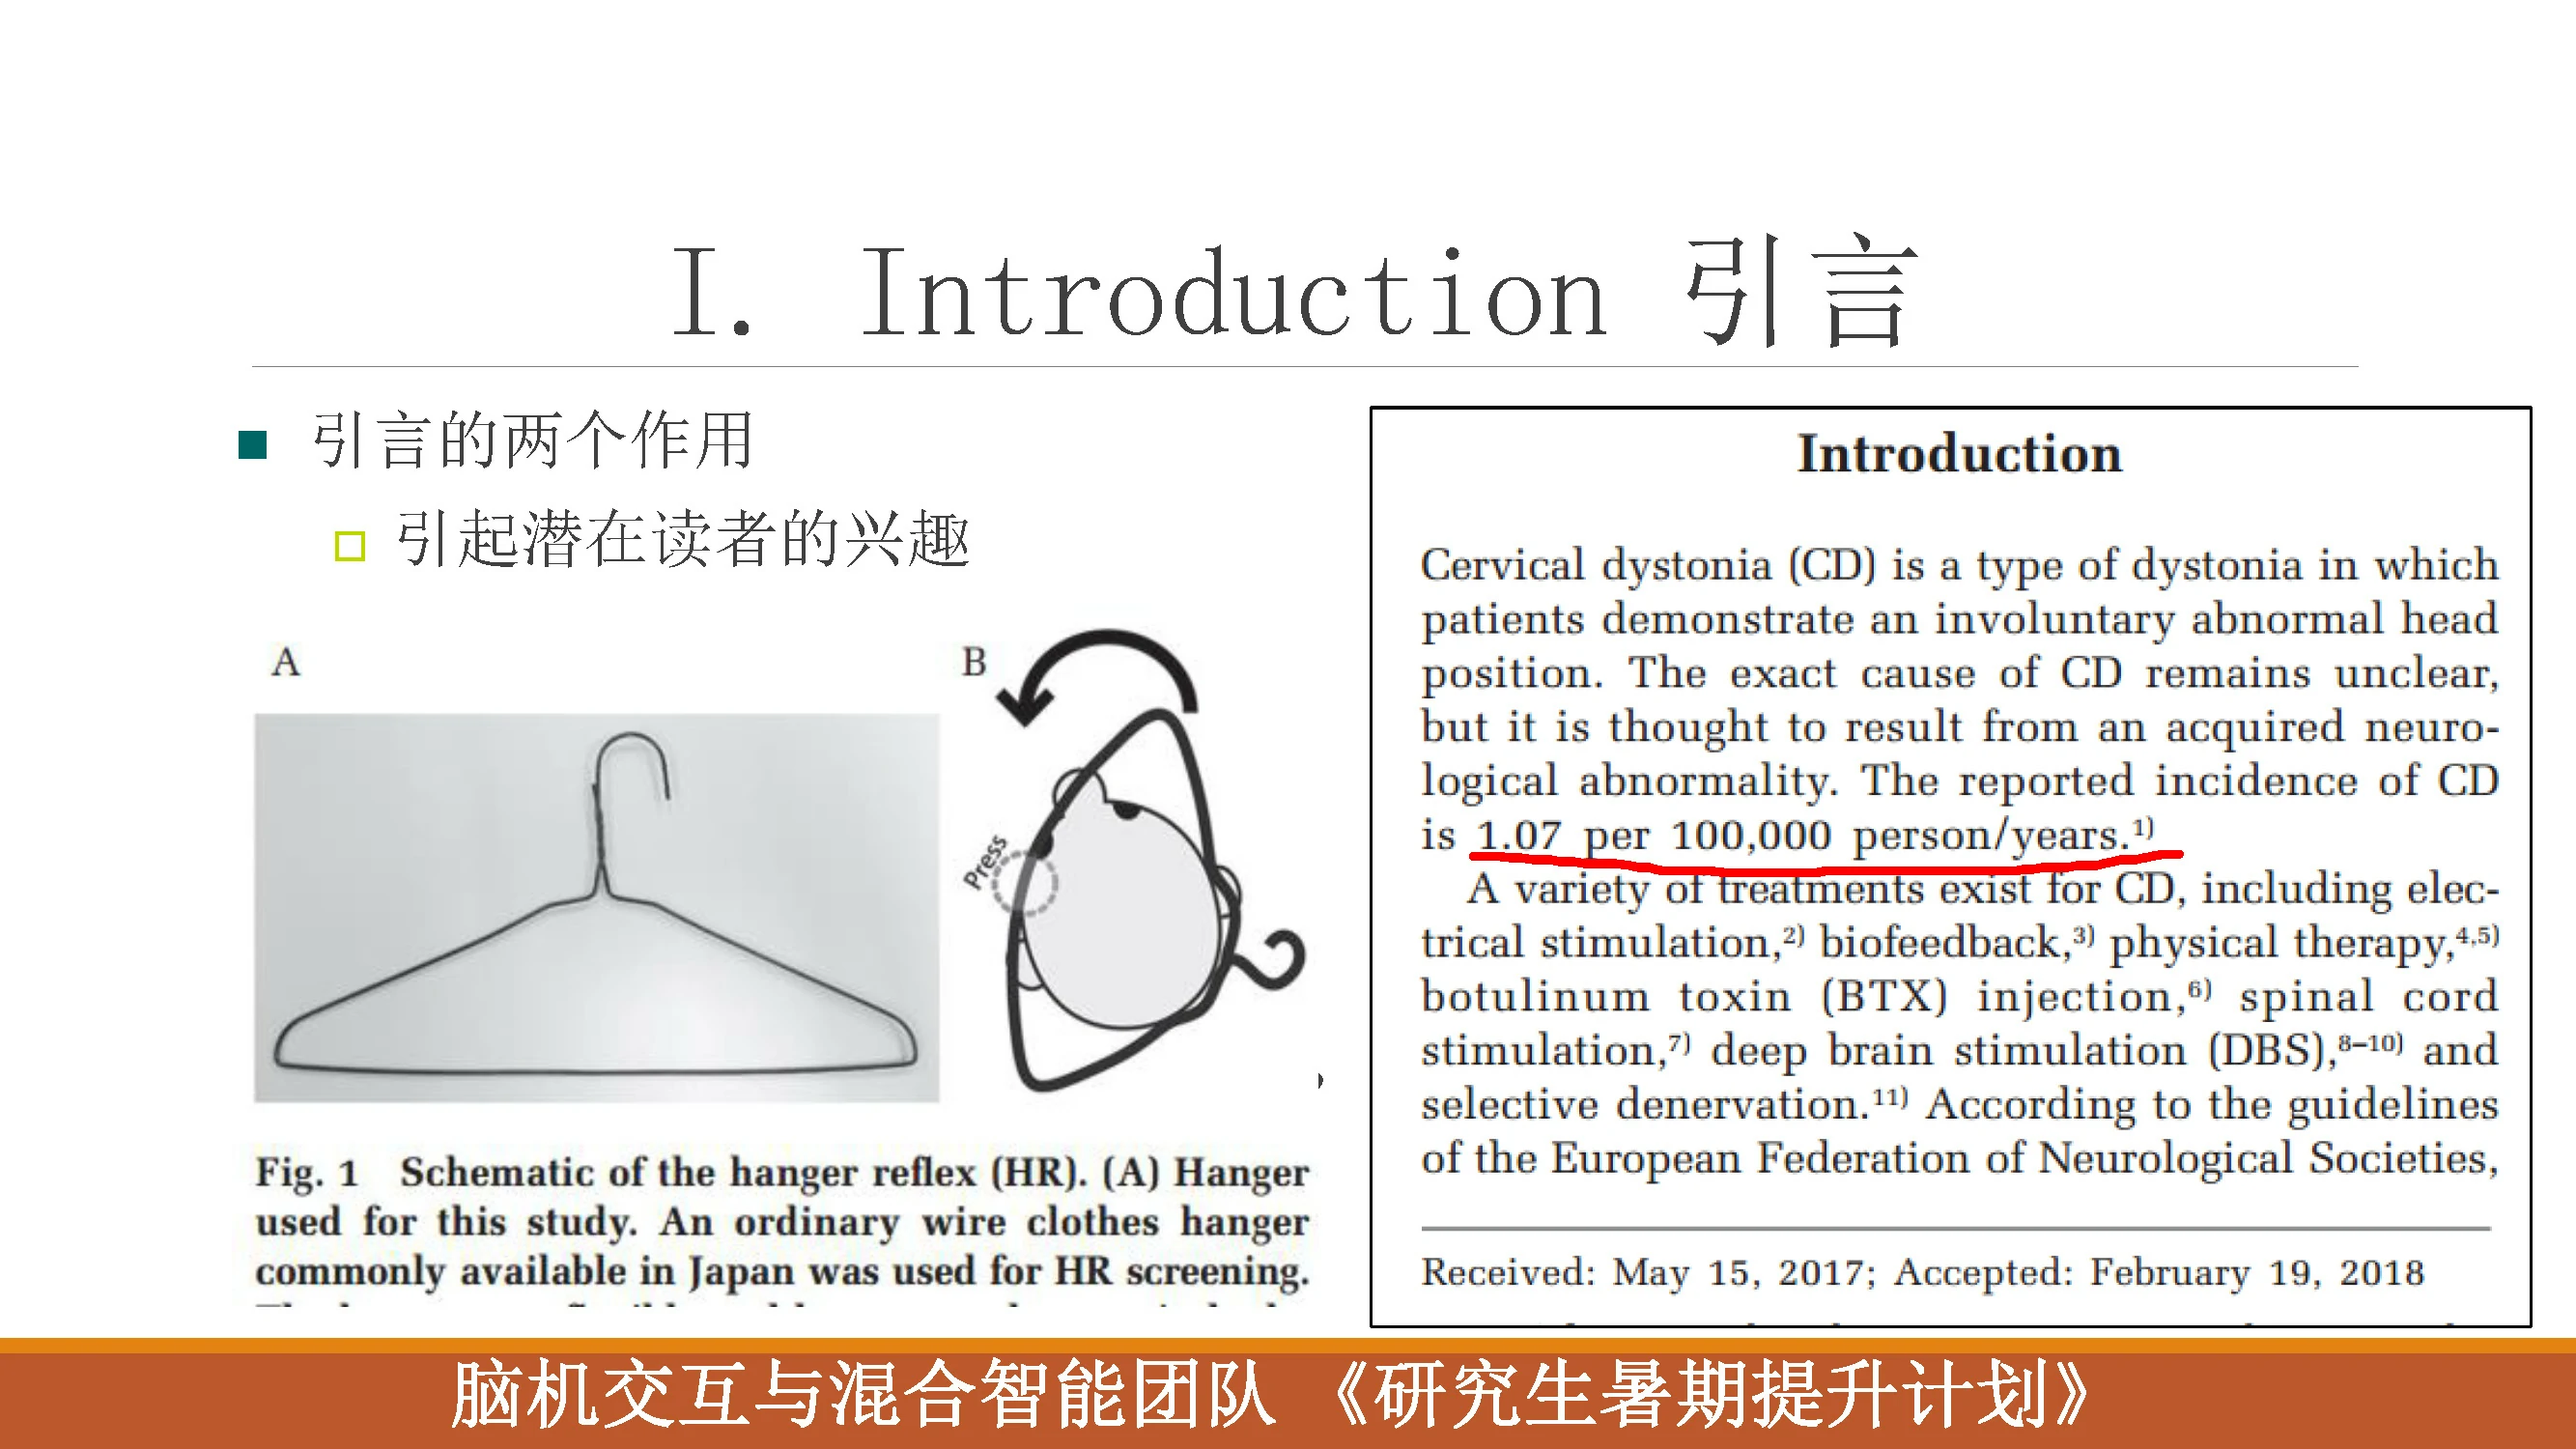 I. Introduction 引言
引言的两个作用
引起潜在读者的兴趣
A
B
Press
Fig. 1 Schematic of the hanger reflex (HR). (A) Hanger
used for this study. An ordinary wire clothes hanger
commonly available in Japan was used for HR screening.
Introduction
Cervical dystonia (CD) is a type of dystonia in which
patients demonstrate an involuntary abnormal head
position. The exact cause of CD remains unclear,
but it is thought to result from an acquired neuro-
logical abnormality. The reported incidence of CD
is 1.07 per 100,000 person/years.1)
A variety of treatments exist for CD, including elec-
trical stimulation,2) biofeedback,3) physical therapy,4,5)
botulinum toxin (BTX) injection,6) spinal cord
stimulation,7) deep brain stimulation (DBS),8–10) and
selective denervation.11) According to the guidelines
of the European Federation of Neurological Societies,
Received: May 15, 2017; Accepted: February 19, 2018
脑机交互与混合智能团队 《研究生暑期提升计划》